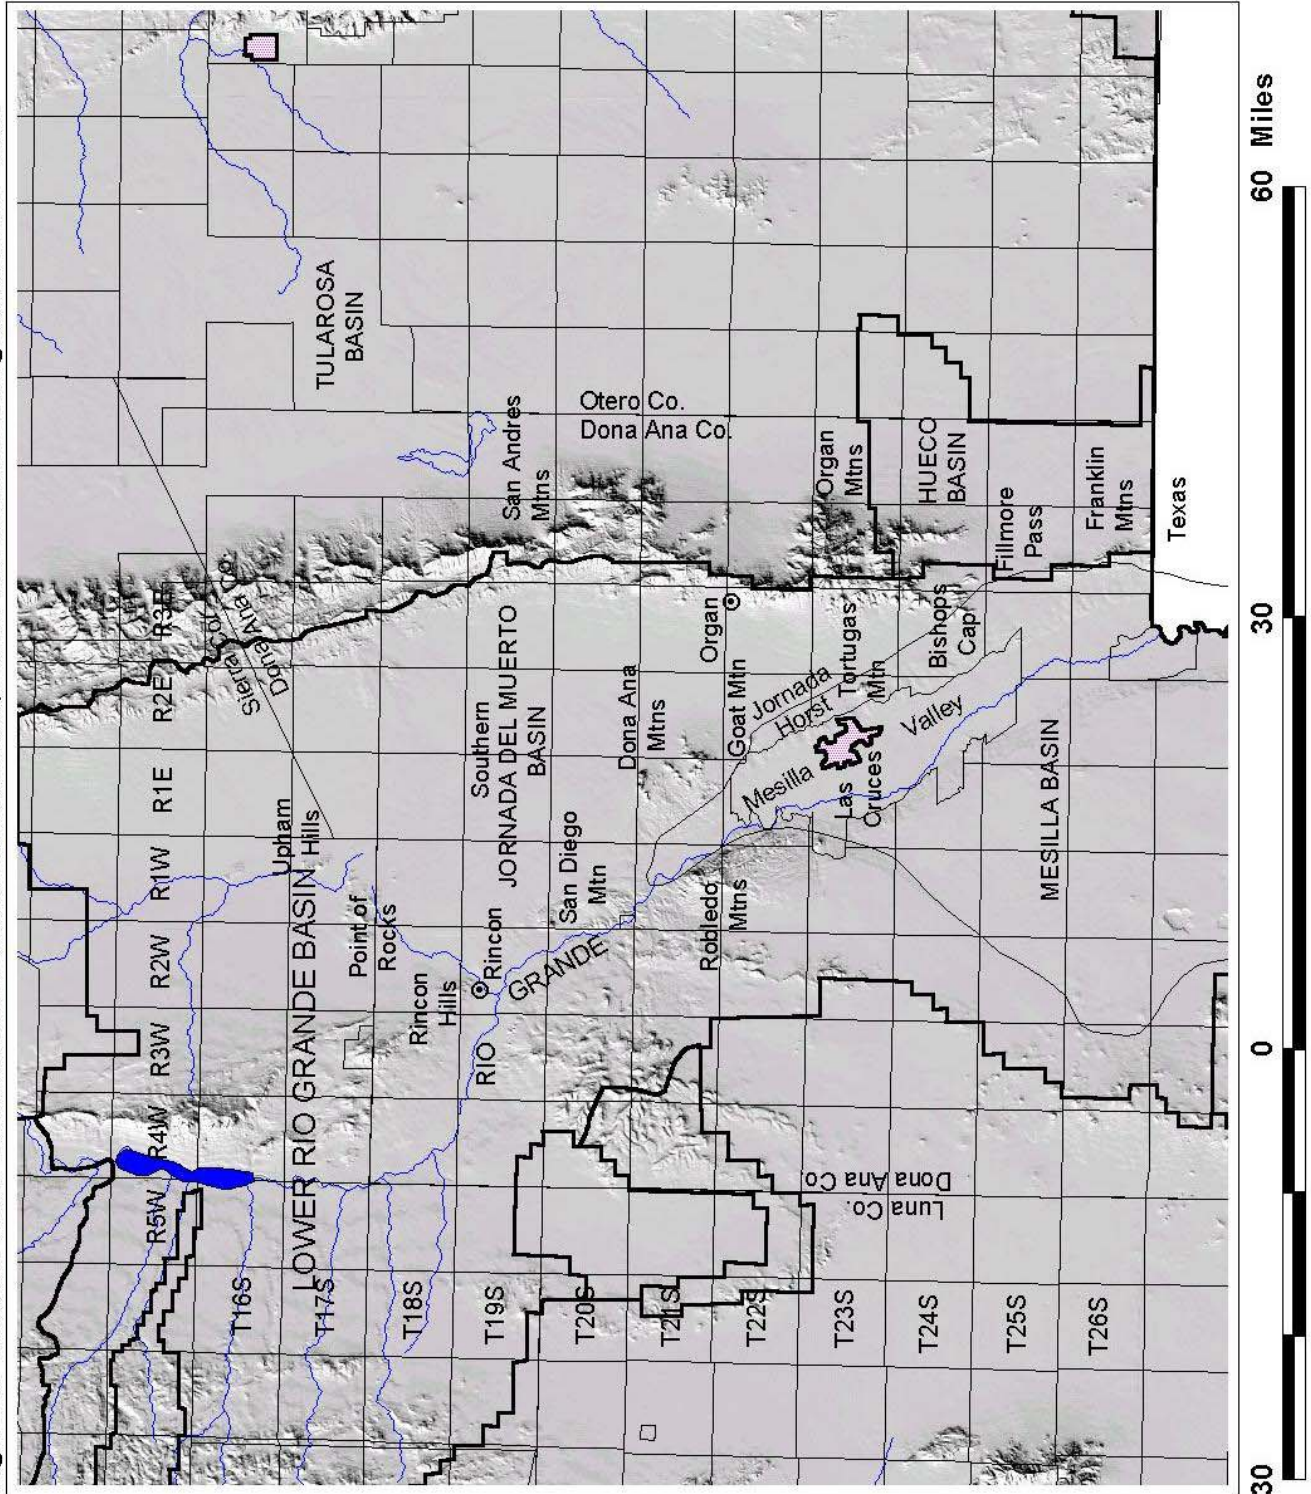 R5W
R4W
R3W
R2W
R1W
R1E
R2E
R3E
Sierra Co.
Dona Ana Co.
T16S
LOWER RIO GRANDE BASIN
Upham
Hills
TULAROSA
BASIN
T17S
Point of
Rocks
T18S
Rincon
Hills
T19S
RIO
GRANDE
Rincon
Southern
JORNADA DEL MUERTO
BASIN
San Andres
Mtns
T20S
San Diego
Mtn
Otero Co.
Dona Ana Co.
T21S
Dona Ana
Mtns
T22S
Robledo
Mtns
Goat Mtn
Organ
Jornada
Horst
Mesilla
Valley
Luna Co.
Dona Ana Co
T23S
Las
Cruces
Tortugas
Mtn
Organ
Mtns
T24S
Bishops
Cap
HUECO
BASIN
T25S
Fillmore
Pass
MESILLA BASIN
T26S
Franklin
Mtns
Texas
30
0
30
60 Miles